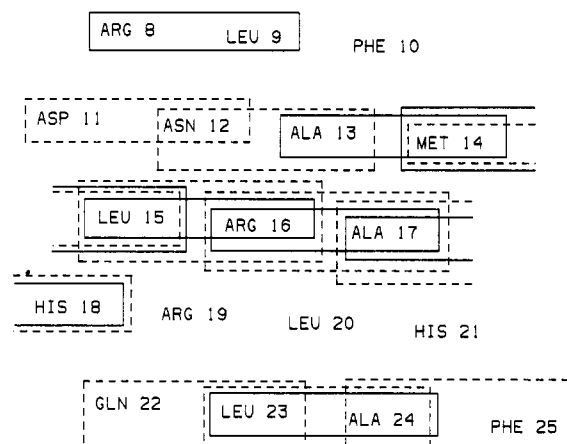 ARG 8 LEU 9 PHE 10
ASP 11 ASN 12 ALA 13 MET 14
LEU 15 ARG 16 ALA 17
HIS 18 ARG 19 LEU 20 HIS 21
GLN 22 LEU 23 ALA 24 PHE 25